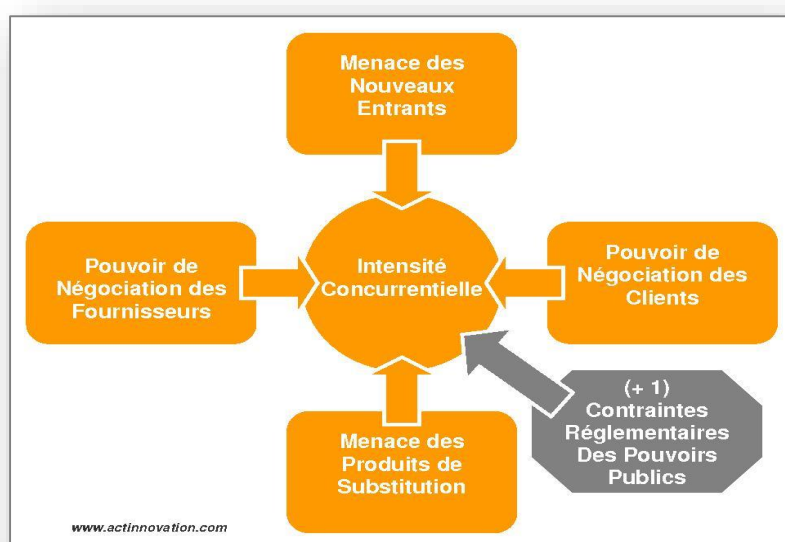 Menace des
Nouveaux
Entrants
Pouvoir de
Négociation des
Fournisseurs
Intensité
Concurrentielle
Pouvoir de
Négociation des
Clients
Menace des
Produits de
Substitution
(+ 1)
Contraintes
Réglementaires
Des Pouvoirs
Publics
www.actinnovation.com